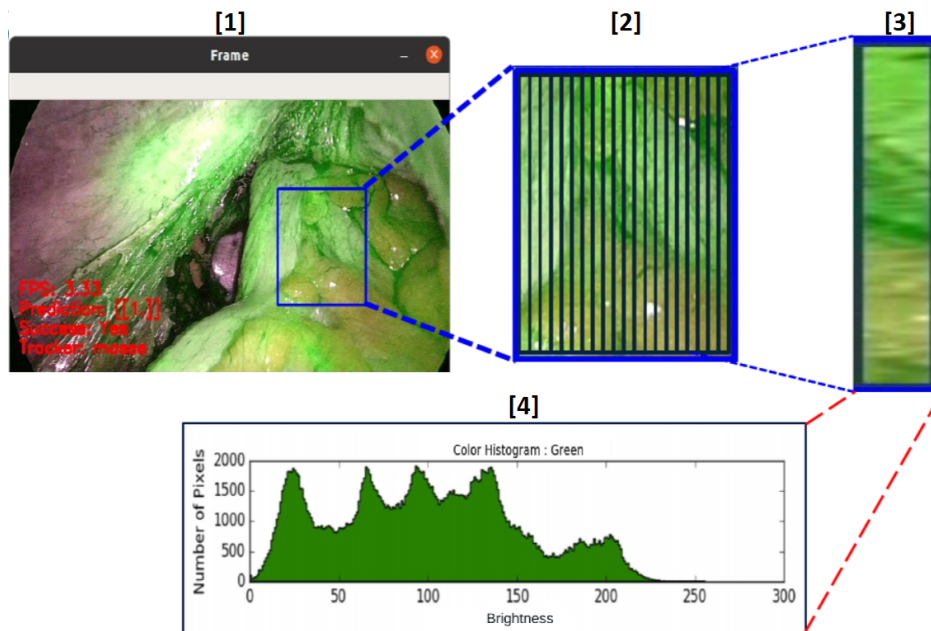 [1]
[2]
[3]
Frame
FPS: 3.33
Prediction: [[1.]]
Success: Yes
Tracker: mosse
[4]
Color Histogram : Green
Number of Pixels
2000
1500
1000
500
0
0 50 100 150 200 250 300
Brightness